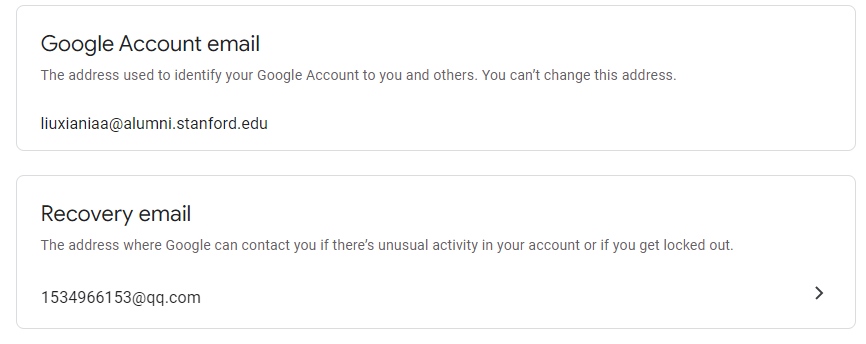 Google Account email
The address used to identify your Google Account to you and others. You can’t change this address.
liuxianiaa@alumni.stanford.edu
Recovery email
The address where Google can contact you if there’s unusual activity in your account or if you get locked out.
1534966153@qq.com